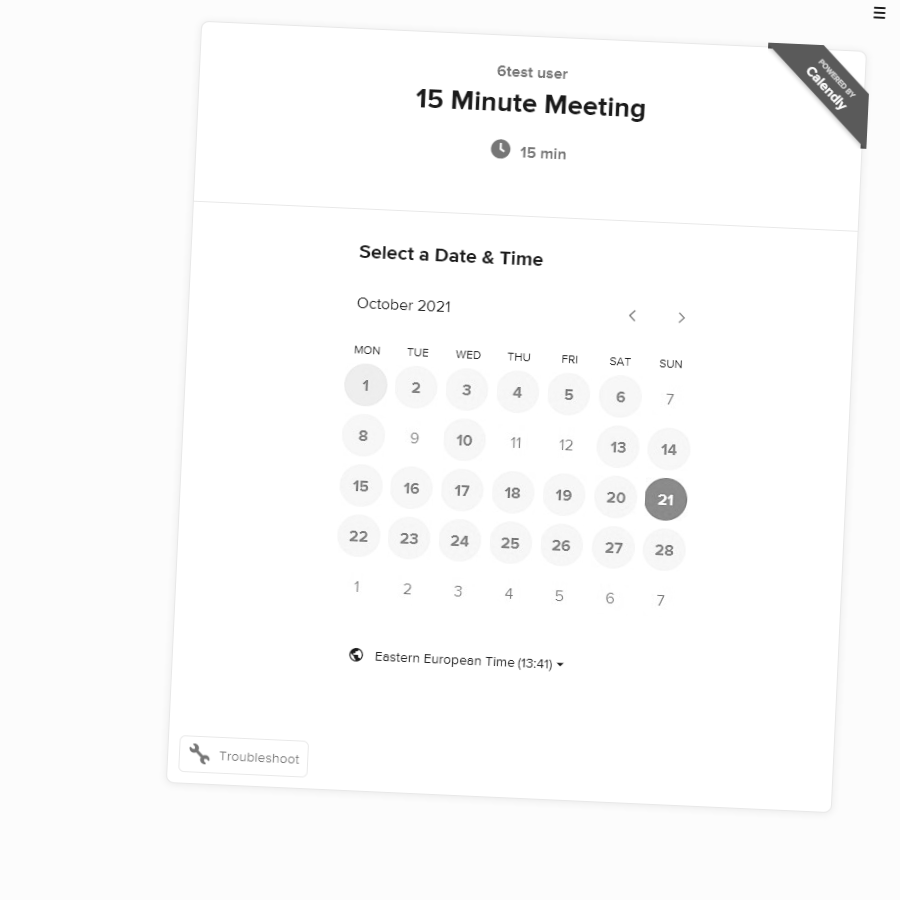 6test user
15 Minute Meeting
15 min
POWERED BY
Calendly
Select a Date & Time
October 2021
MON TUE WED THU FRI SAT SUN
1 2 3 4 5 6 7
8 9 10 11 12 13 14
15 16 17 18 19 20 21
22 23 24 25 26 27 28
1 2 3 4 5 6 7
Eastern European Time (13:41)
Troubleshoot